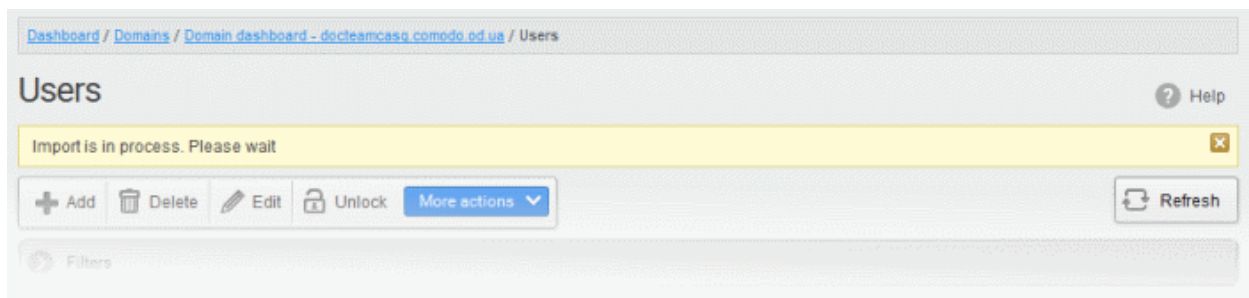 Dashboard / Domains / Domain dashboard - docteamcasg.comodo.od.ua / Users
Users
Help
Import is in process. Please wait
Add Delete Edit Unlock More actions Refresh
Filters